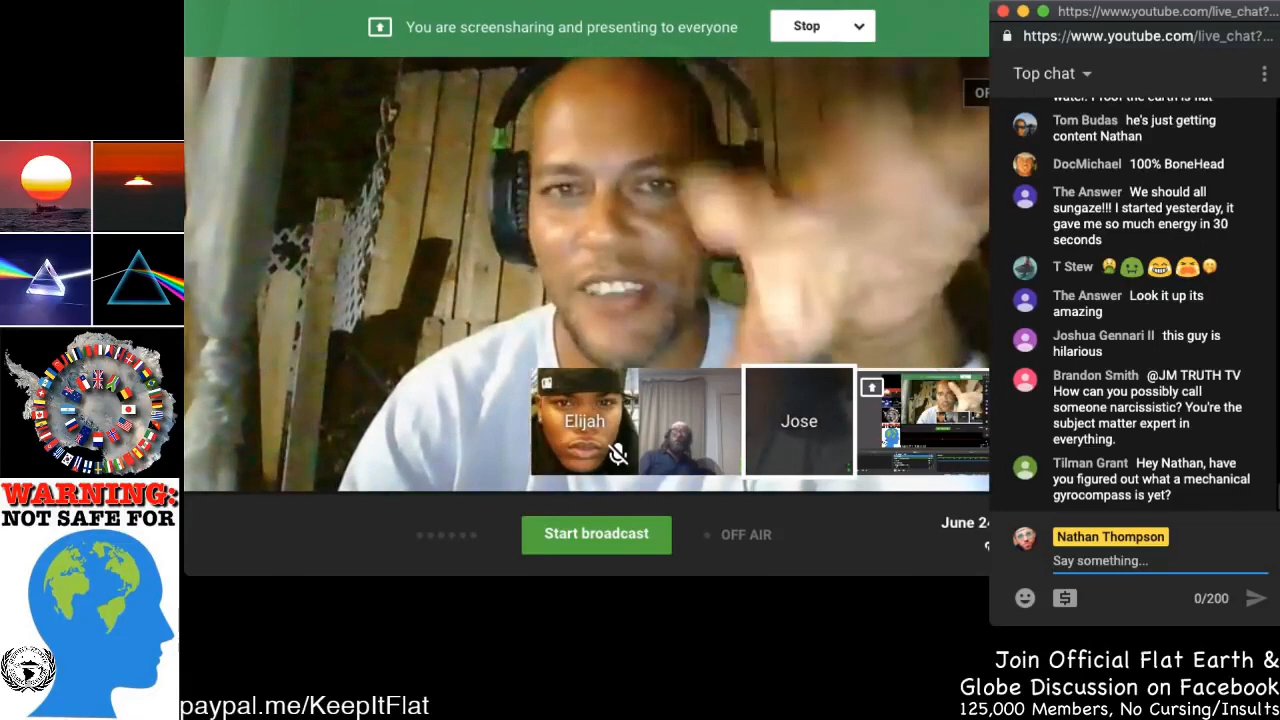 You are screensharing and presenting to everyone
Stop
https://www.youtube.com/live_chat?...
https://www.youtube.com/live_chat?...
Top chat
Tom Budas he's just getting
content Nathan
DocMichael 100% BoneHead
The Answer We should all
sungaze!!! I started yesterday, it
gave me so much energy in 30
seconds
T Stew
The Answer Look it up its
amazing
Joshua Gennari II this guy is
hilarious
Brandon Smith @JM TRUTH TV
How can you possibly call
someone narcissistic? You're the
subject matter expert in
everything.
Tilman Grant Hey Nathan, have
you figured out what a mechanical
gyrocompass is yet?
Nathan Thompson
Say something...
0/200
Elijah
Jose
Start broadcast
OFF AIR
June 24
WARNING:
NOT SAFE FOR
paypal.me/KeepItFlat
Join Official Flat Earth &
Globe Discussion on Facebook
125,000 Members, No Cursing/Insults